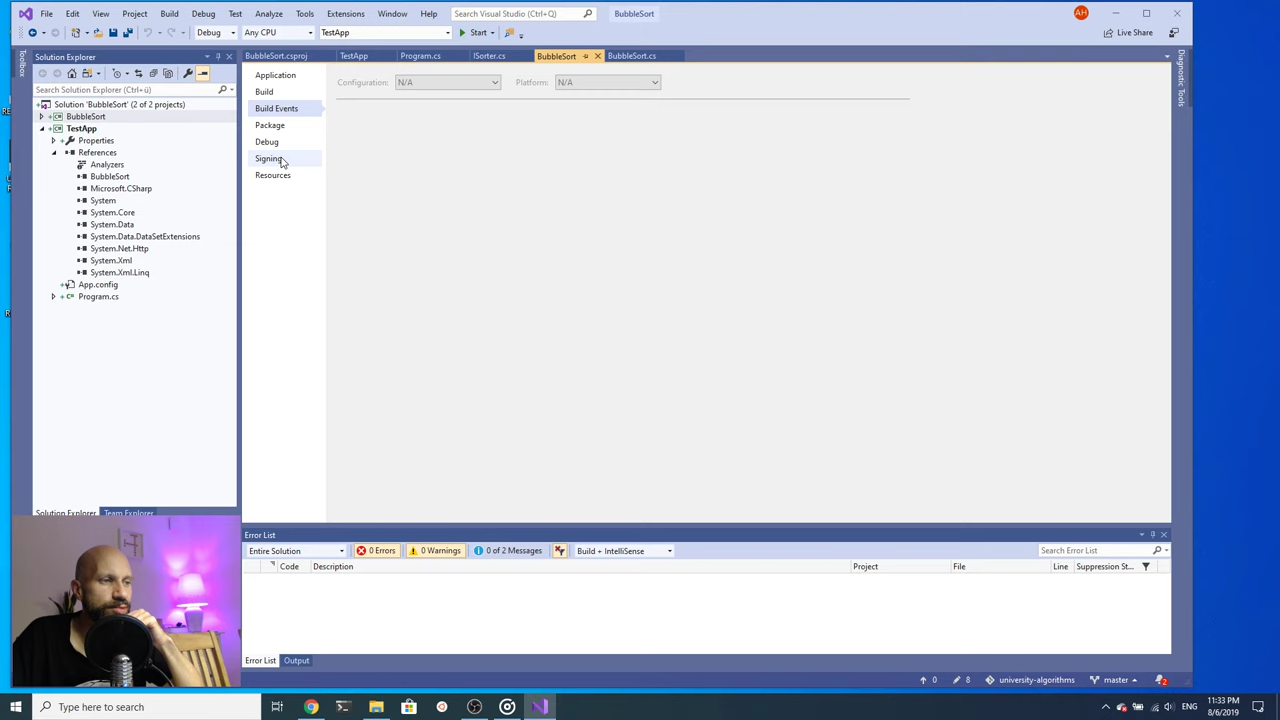 File Edit View Project Build Debug Test Analyze Tools Extensions Window Help Search Visual Studio (Ctrl+Q) BubbleSort AH
Debug Any CPU TestApp Start Live Share
Solution Explorer
Search Solution Explorer (Ctrl+ü)
Solution 'BubbleSort' (2 of 2 projects)
BubbleSort
TestApp
Properties
References
Analyzers
BubbleSort
Microsoft.CSharp
System
System.Core
System.Data
System.Data.DataSetExtensions
System.Net.Http
System.Xml
System.Xml.Linq
App.config
Program.cs
Solution Explorer Team Explorer
Toolbox
BubbleSort.csproj TestApp Program.cs ISorter.cs BubbleSort BubbleSort.cs
Application
Build
Build Events
Package
Debug
Signing
Resources
Configuration: N/A Platform: N/A
Diagnostic Tools
Error List
Entire Solution 0 Errors 0 Warnings 0 of 2 Messages Build + IntelliSense Search Error List
Code Description Project File Line Suppression St...
Error List Output
0 8 university-algorithms master 2
Type here to search
11:33 PM
8/6/2019